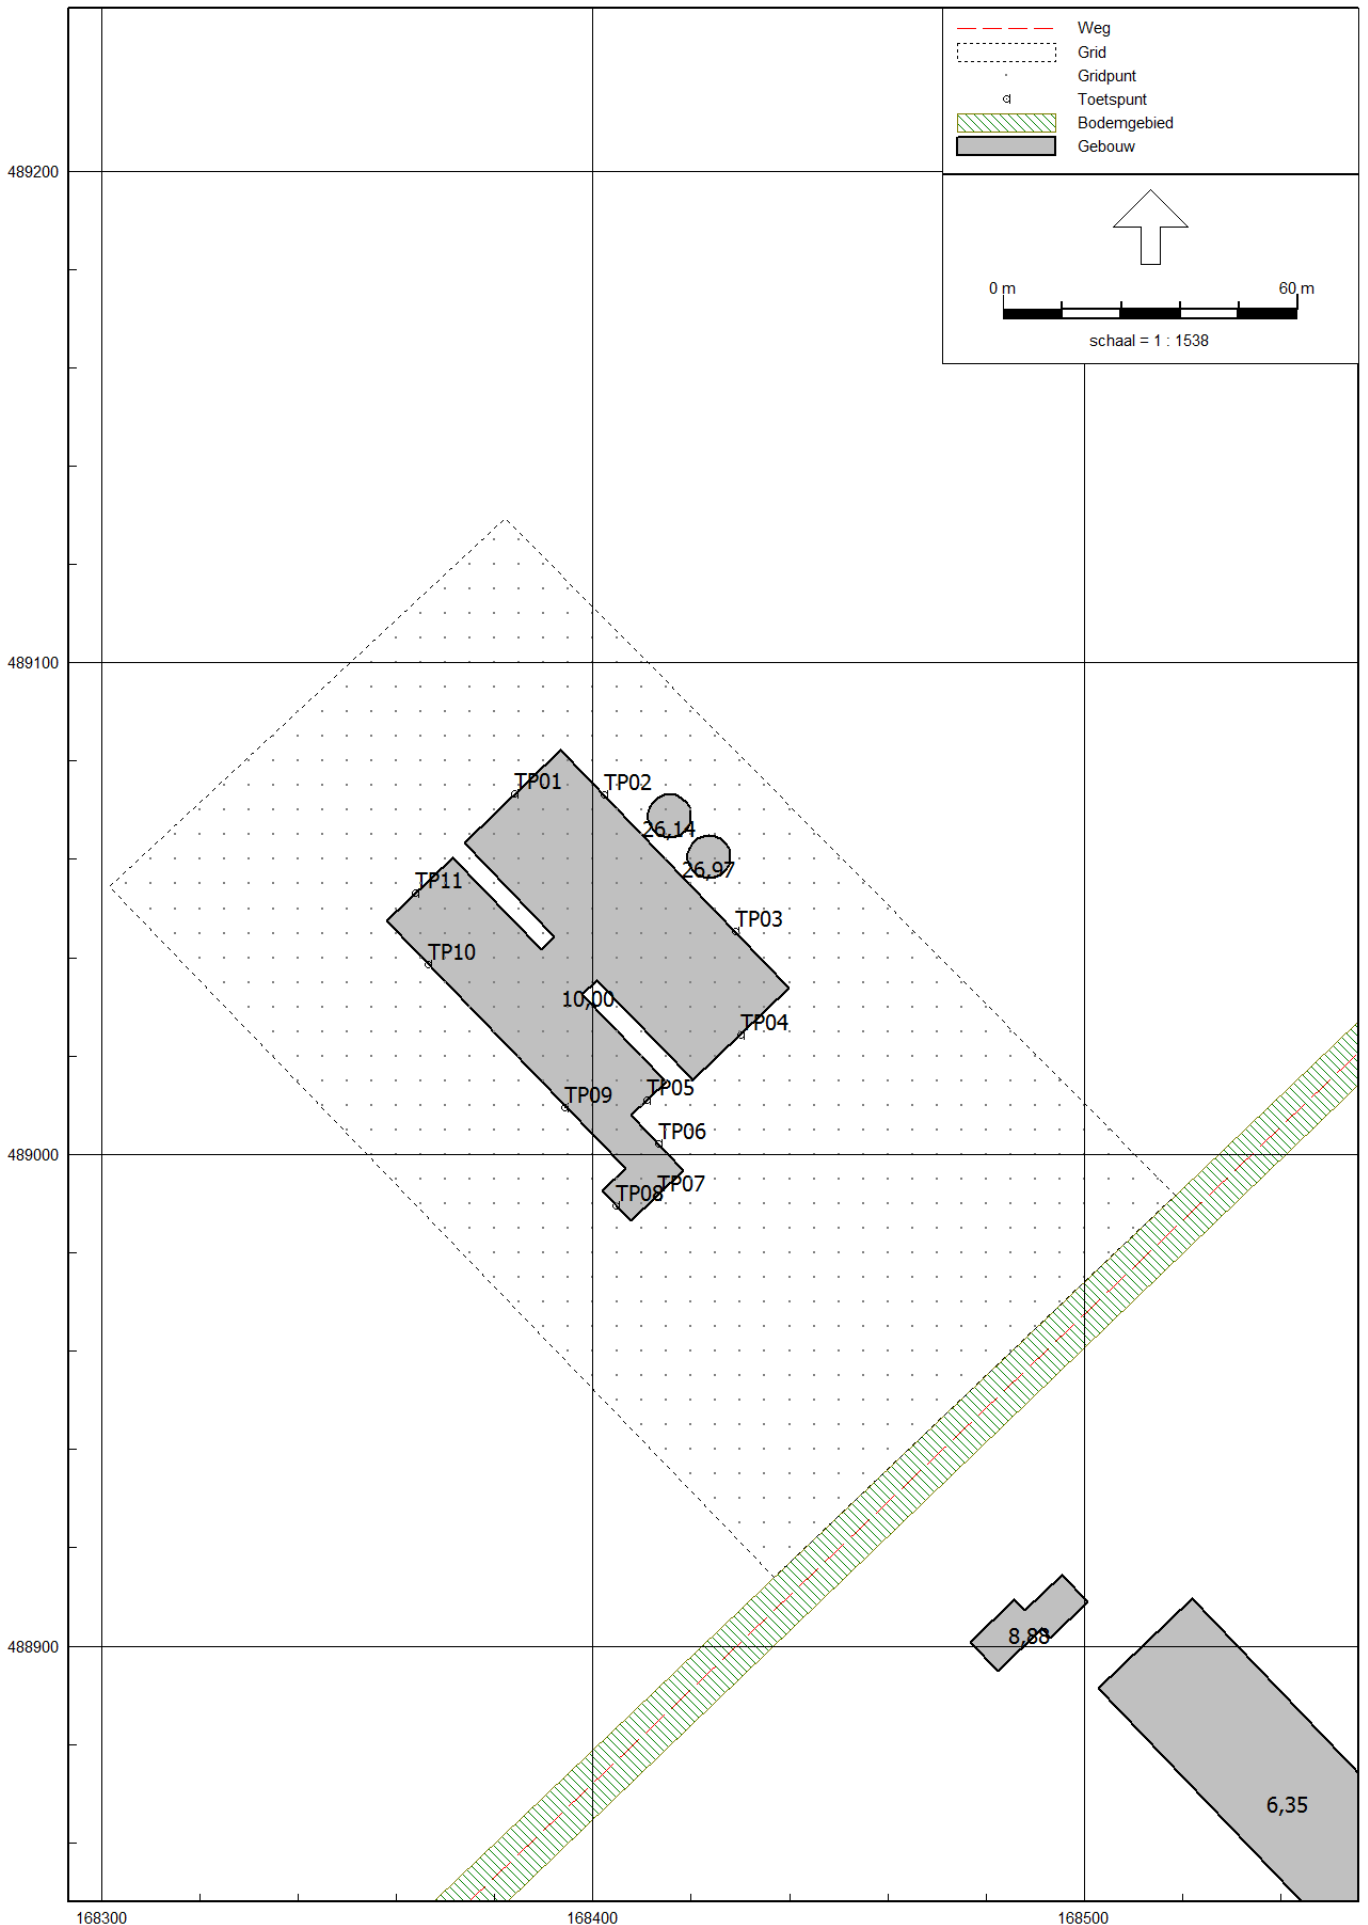 Weg
Grid
Gridpunt
Toetspunt
Bodemgebied
Gebouw
489200
0 m 60 m
schaal = 1 : 1538
489100
TP01 TP02
26,14
26,97
TP11
TP03
TP10
10,00
TP04
TP05
TP09
TP06
489000
TP07
TP08
488900
8,88
6,35
168300 168400 168500